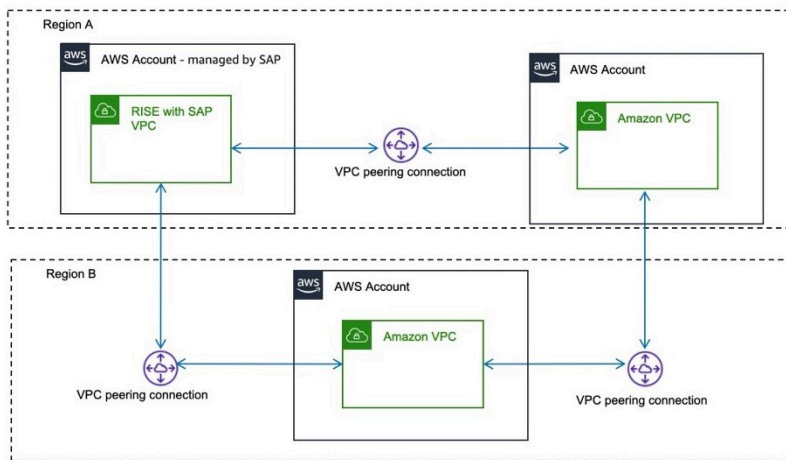 Region A
aws
AWS Account - managed by SAP
RISE with SAP
VPC
VPC peering connection
aws
AWS Account
Amazon VPC
Region B
aws
AWS Account
Amazon VPC
VPC peering connection
VPC peering connection